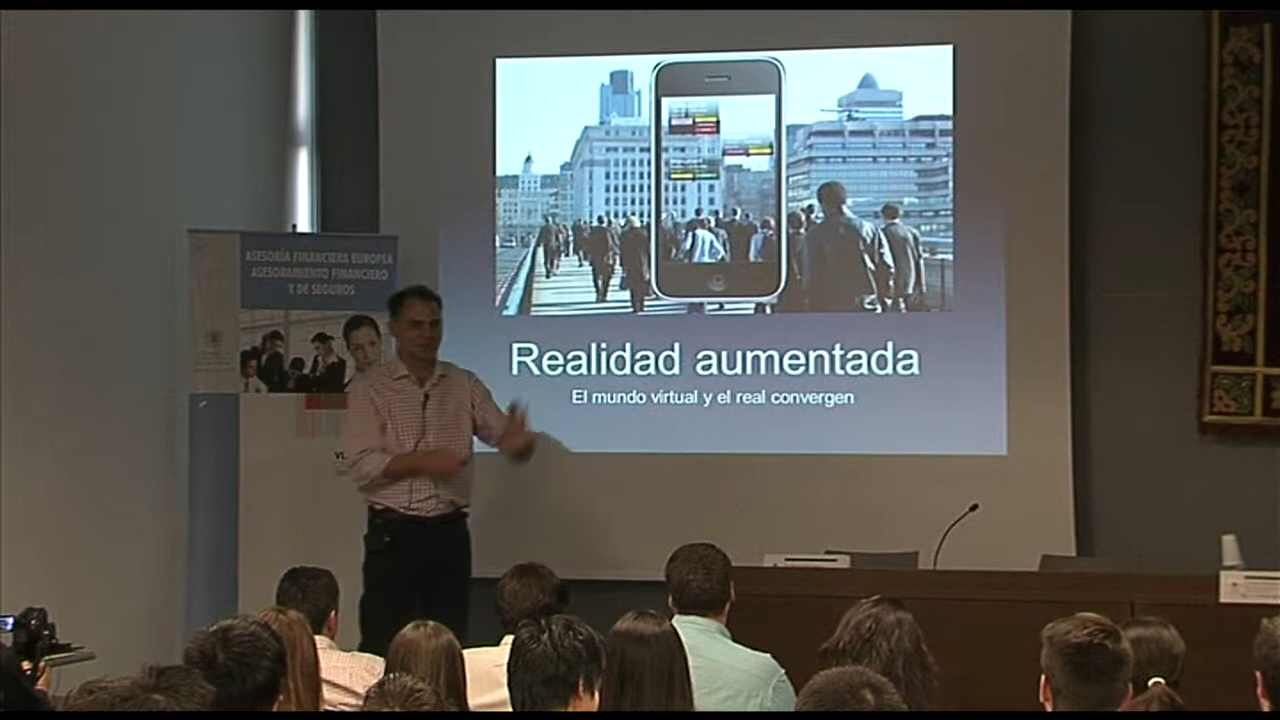 ASESORÍA FINANCIERA EUROPEA
ASESORAMIENTO FINANCIERO
Y DE SEGUROS
Realidad aumentada
El mundo virtual y el real convergen